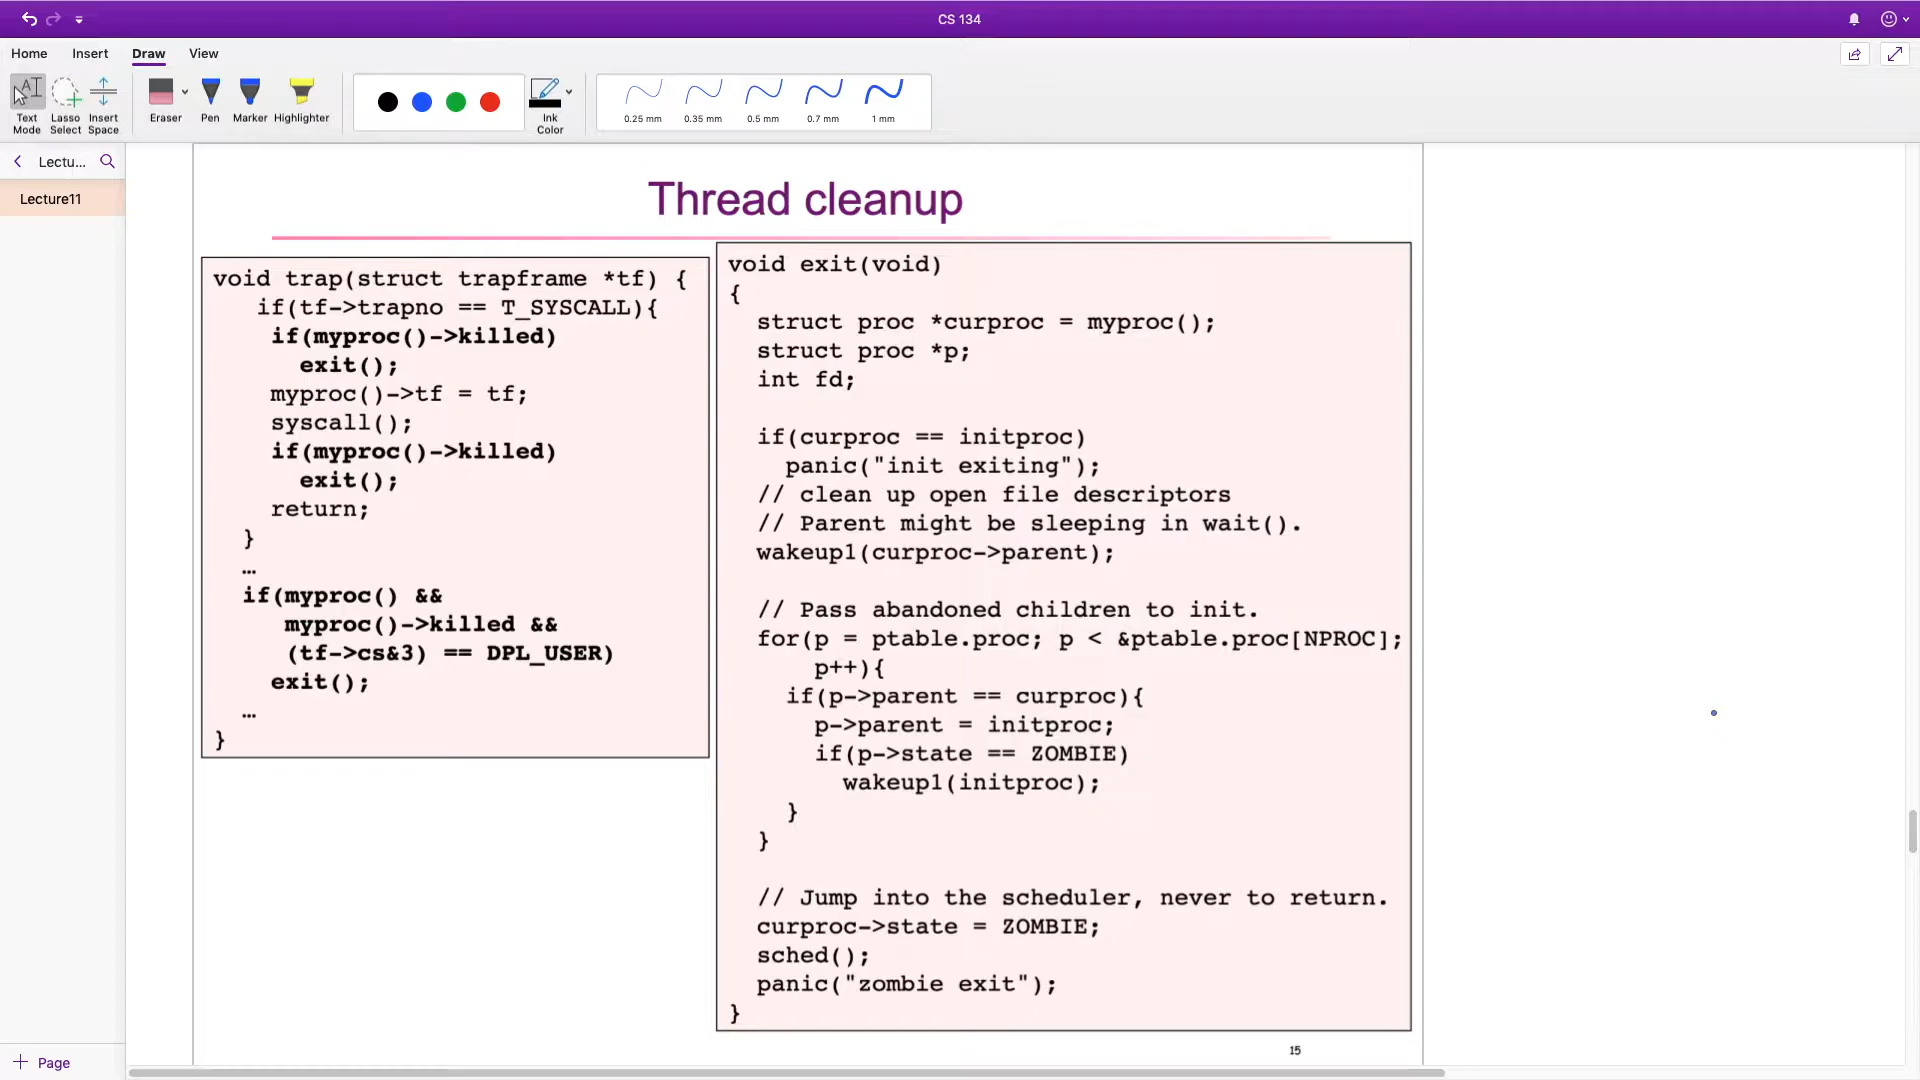 CS 134
Home Insert Draw View
Text Mode
Lasso Select
Insert Space
Eraser
Pen
Marker
Highlighter
Ink Color
0.25 mm
0.35 mm
0.5 mm
0.7 mm
1 mm
Lectu...
Lecture11
Thread cleanup
void trap(struct trapframe *tf) {
if(tf->trapno == T_SYSCALL){
if(myproc()->killed)
exit();
myproc()->tf = tf;
syscall();
if(myproc()->killed)
exit();
return;
}
…
if(myproc() &&
myproc()->killed &&
(tf->cs&3) == DPL_USER)
exit();
…
}
void exit(void)
{
struct proc *curproc = myproc();
struct proc *p;
int fd;
if(curproc == initproc)
panic("init exiting");
// clean up open file descriptors
// Parent might be sleeping in wait().
wakeup1(curproc->parent);
// Pass abandoned children to init.
for(p = ptable.proc; p < &ptable.proc[NPROC];
p++){
if(p->parent == curproc){
p->parent = initproc;
if(p->state == ZOMBIE)
wakeup1(initproc);
}
}
// Jump into the scheduler, never to return.
curproc->state = ZOMBIE;
sched();
panic("zombie exit");
}
15
+ Page